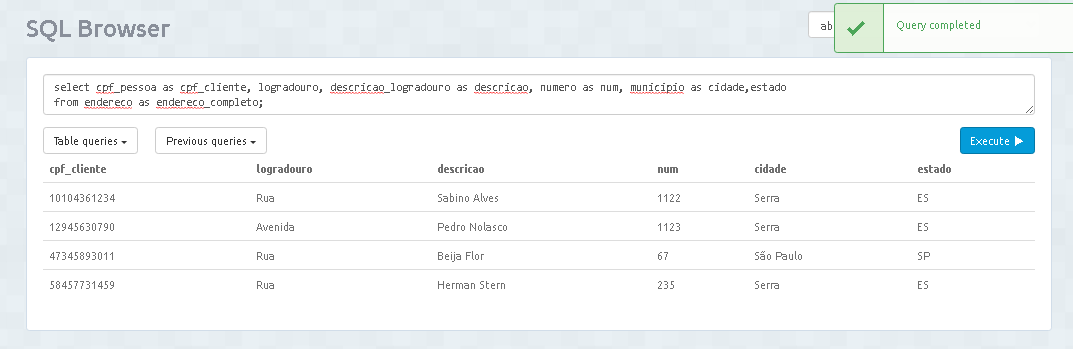 SQL Browser
ab
Query completed
select cpf_pessoa as cpf_cliente, logradouro, descricao_logradouro as descricao, numero as num, municipio as cidade,estado
from endereco as endereco_completo;
Table queries
Previous queries
Execute
cpf_cliente logradouro descricao num cidade estado
10104361234 Rua Sabino Alves 1122 Serra ES
12945630790 Avenida Pedro Nolasco 1123 Serra ES
47345893011 Rua Beija Flor 67 São Paulo SP
58457731459 Rua Herman Stern 235 Serra ES